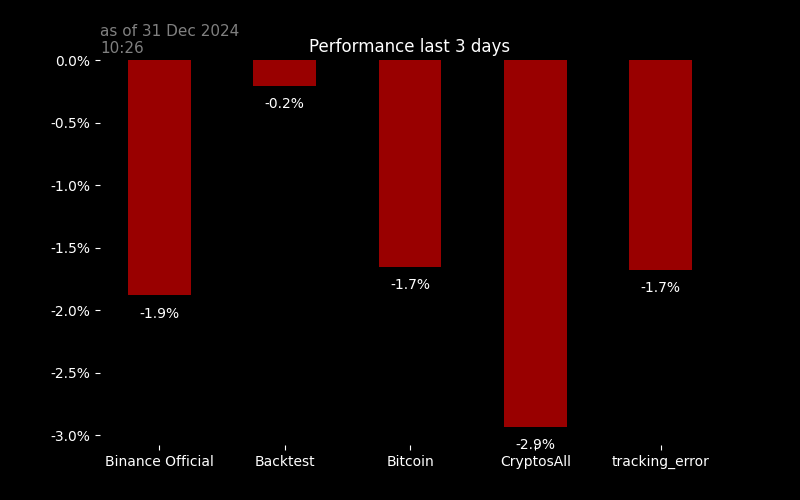 as of 31 Dec 2024
10:26
Performance last 3 days
0.0%
-0.5%
-1.0%
-1.5%
-2.0%
-2.5%
-3.0%
-1.9%
-0.2%
-1.7%
-2.9%
-1.7%
Binance Official
Backtest
Bitcoin
CryptosAll
tracking_error